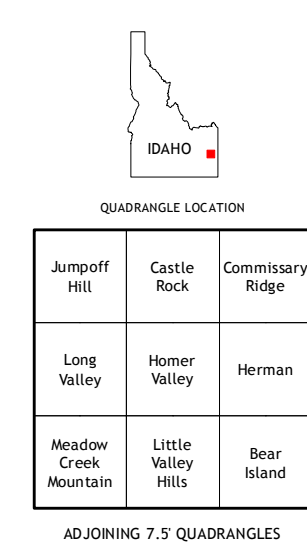 IDAHO
QUADRANGLE LOCATION
Jumpoff
Hill
Castle
Rock
Commissary
Ridge
Long
Valley
Homer
Valley
Herman
Meadow
Creek
Mountain
Little
Valley
Hills
Bear
Island
ADJOINING 7.5' QUADRANGLES